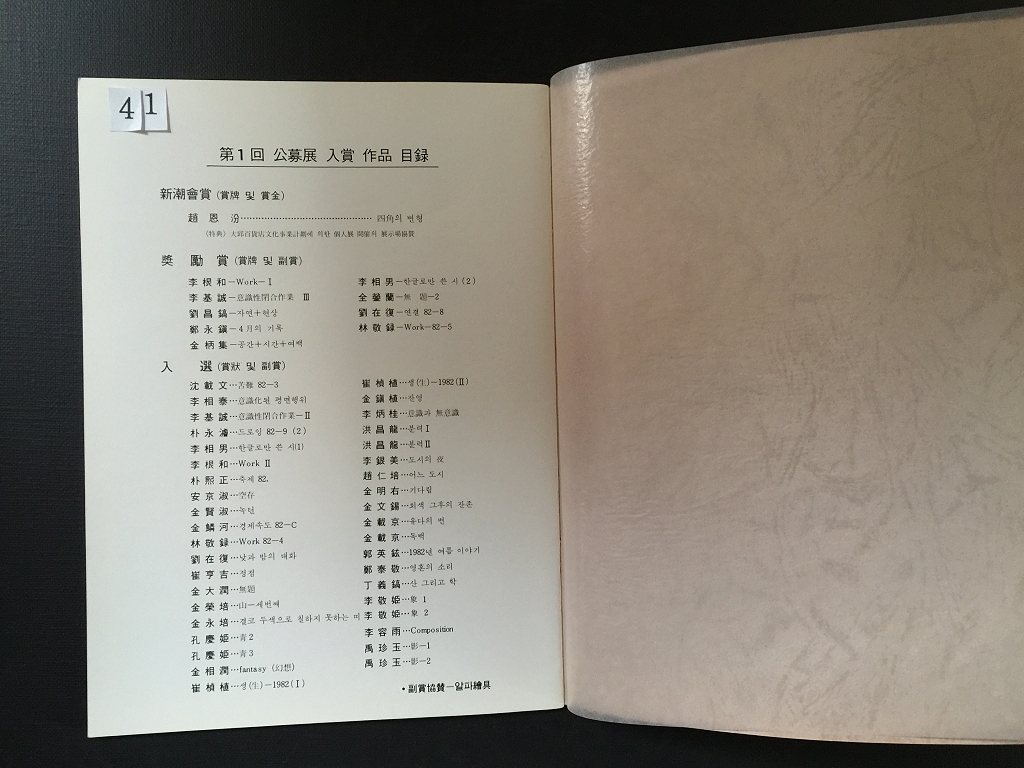 41
第1回 公募展 入賞 作品 目録
新潮會賞 (賞牌 및 賞金)
趙恩汾…………………………………… 四角의 변형
(特典) 大邱百貨店文化事業計劃에 의한 個人展 開催의 展示場協賛
奬勵賞 (賞牌 및 副賞)
李根和－Work－Ⅰ
李基誠－意識性閉合作業 Ⅲ
劉昌鎬－자연+현상
鄭永鎭－4月의 기록
金柄集－공간+시간+여백
李相男－한글로만 쓴 시(2)
全瑩蘭－無 題－2
劉在復－연결 82－8
林敬録－Work－82－5
入選 (賞狀 및 副賞)
沈載文…苦難 82－3
李相泰…意識化된 평면행위
李基誠…意識性閉合作業－Ⅱ
朴永濬…드로잉 82－9 (2)
李相男…한글로만 쓴 시(1)
李根和…Work Ⅱ
朴熙正…축제 82.
安京淑…空存
金賢淑…녹턴
金鱗河…경제속도 82－C
林敬録…Work 82－4
劉在復…낮과 밤의 대화
崔亨吉…정점
金大潤…無題
金榮培…山－세번째
金永培…결코 무색으로 칠하지 못하는 미
孔慶姫…靑 2
孔慶姫…靑 3
金相潤…fantasy (幻想)
崔楨植…생(生)－1982(Ⅰ)
崔楨植…생(生)－1982(Ⅱ)
金鎭植…잔영
李炳桂…意識과 無意識
洪昌龍…분력Ⅰ
洪昌龍…분력Ⅱ
李銀美…도시의 夜
趙仁培…어느 도시
金明右…기다림
金文錫…회색 그후의 잔존
金載京…유다의 변
金載京…독백
郭英鉉…1982년 여름 이야기
鄭泰敬…영혼의 소리
丁義鎬…산 그리고 학
李敬姫…象 1
李敬姫…象 2
李容雨…Composition
禹珍玉…影－1
禹珍玉…影－2
・副賞協賛－알파繪具